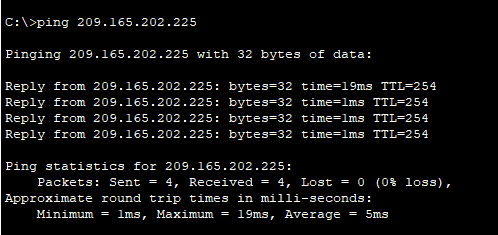 C:\>ping 209.165.202.225
Pinging 209.165.202.225 with 32 bytes of data:
Reply from 209.165.202.225: bytes=32 time=19ms TTL=254
Reply from 209.165.202.225: bytes=32 time=1ms TTL=254
Reply from 209.165.202.225: bytes=32 time=1ms TTL=254
Reply from 209.165.202.225: bytes=32 time=1ms TTL=254
Ping statistics for 209.165.202.225:
    Packets: Sent = 4, Received = 4, Lost = 0 (0% loss),
Approximate round trip times in milli-seconds:
    Minimum = 1ms, Maximum = 19ms, Average = 5ms